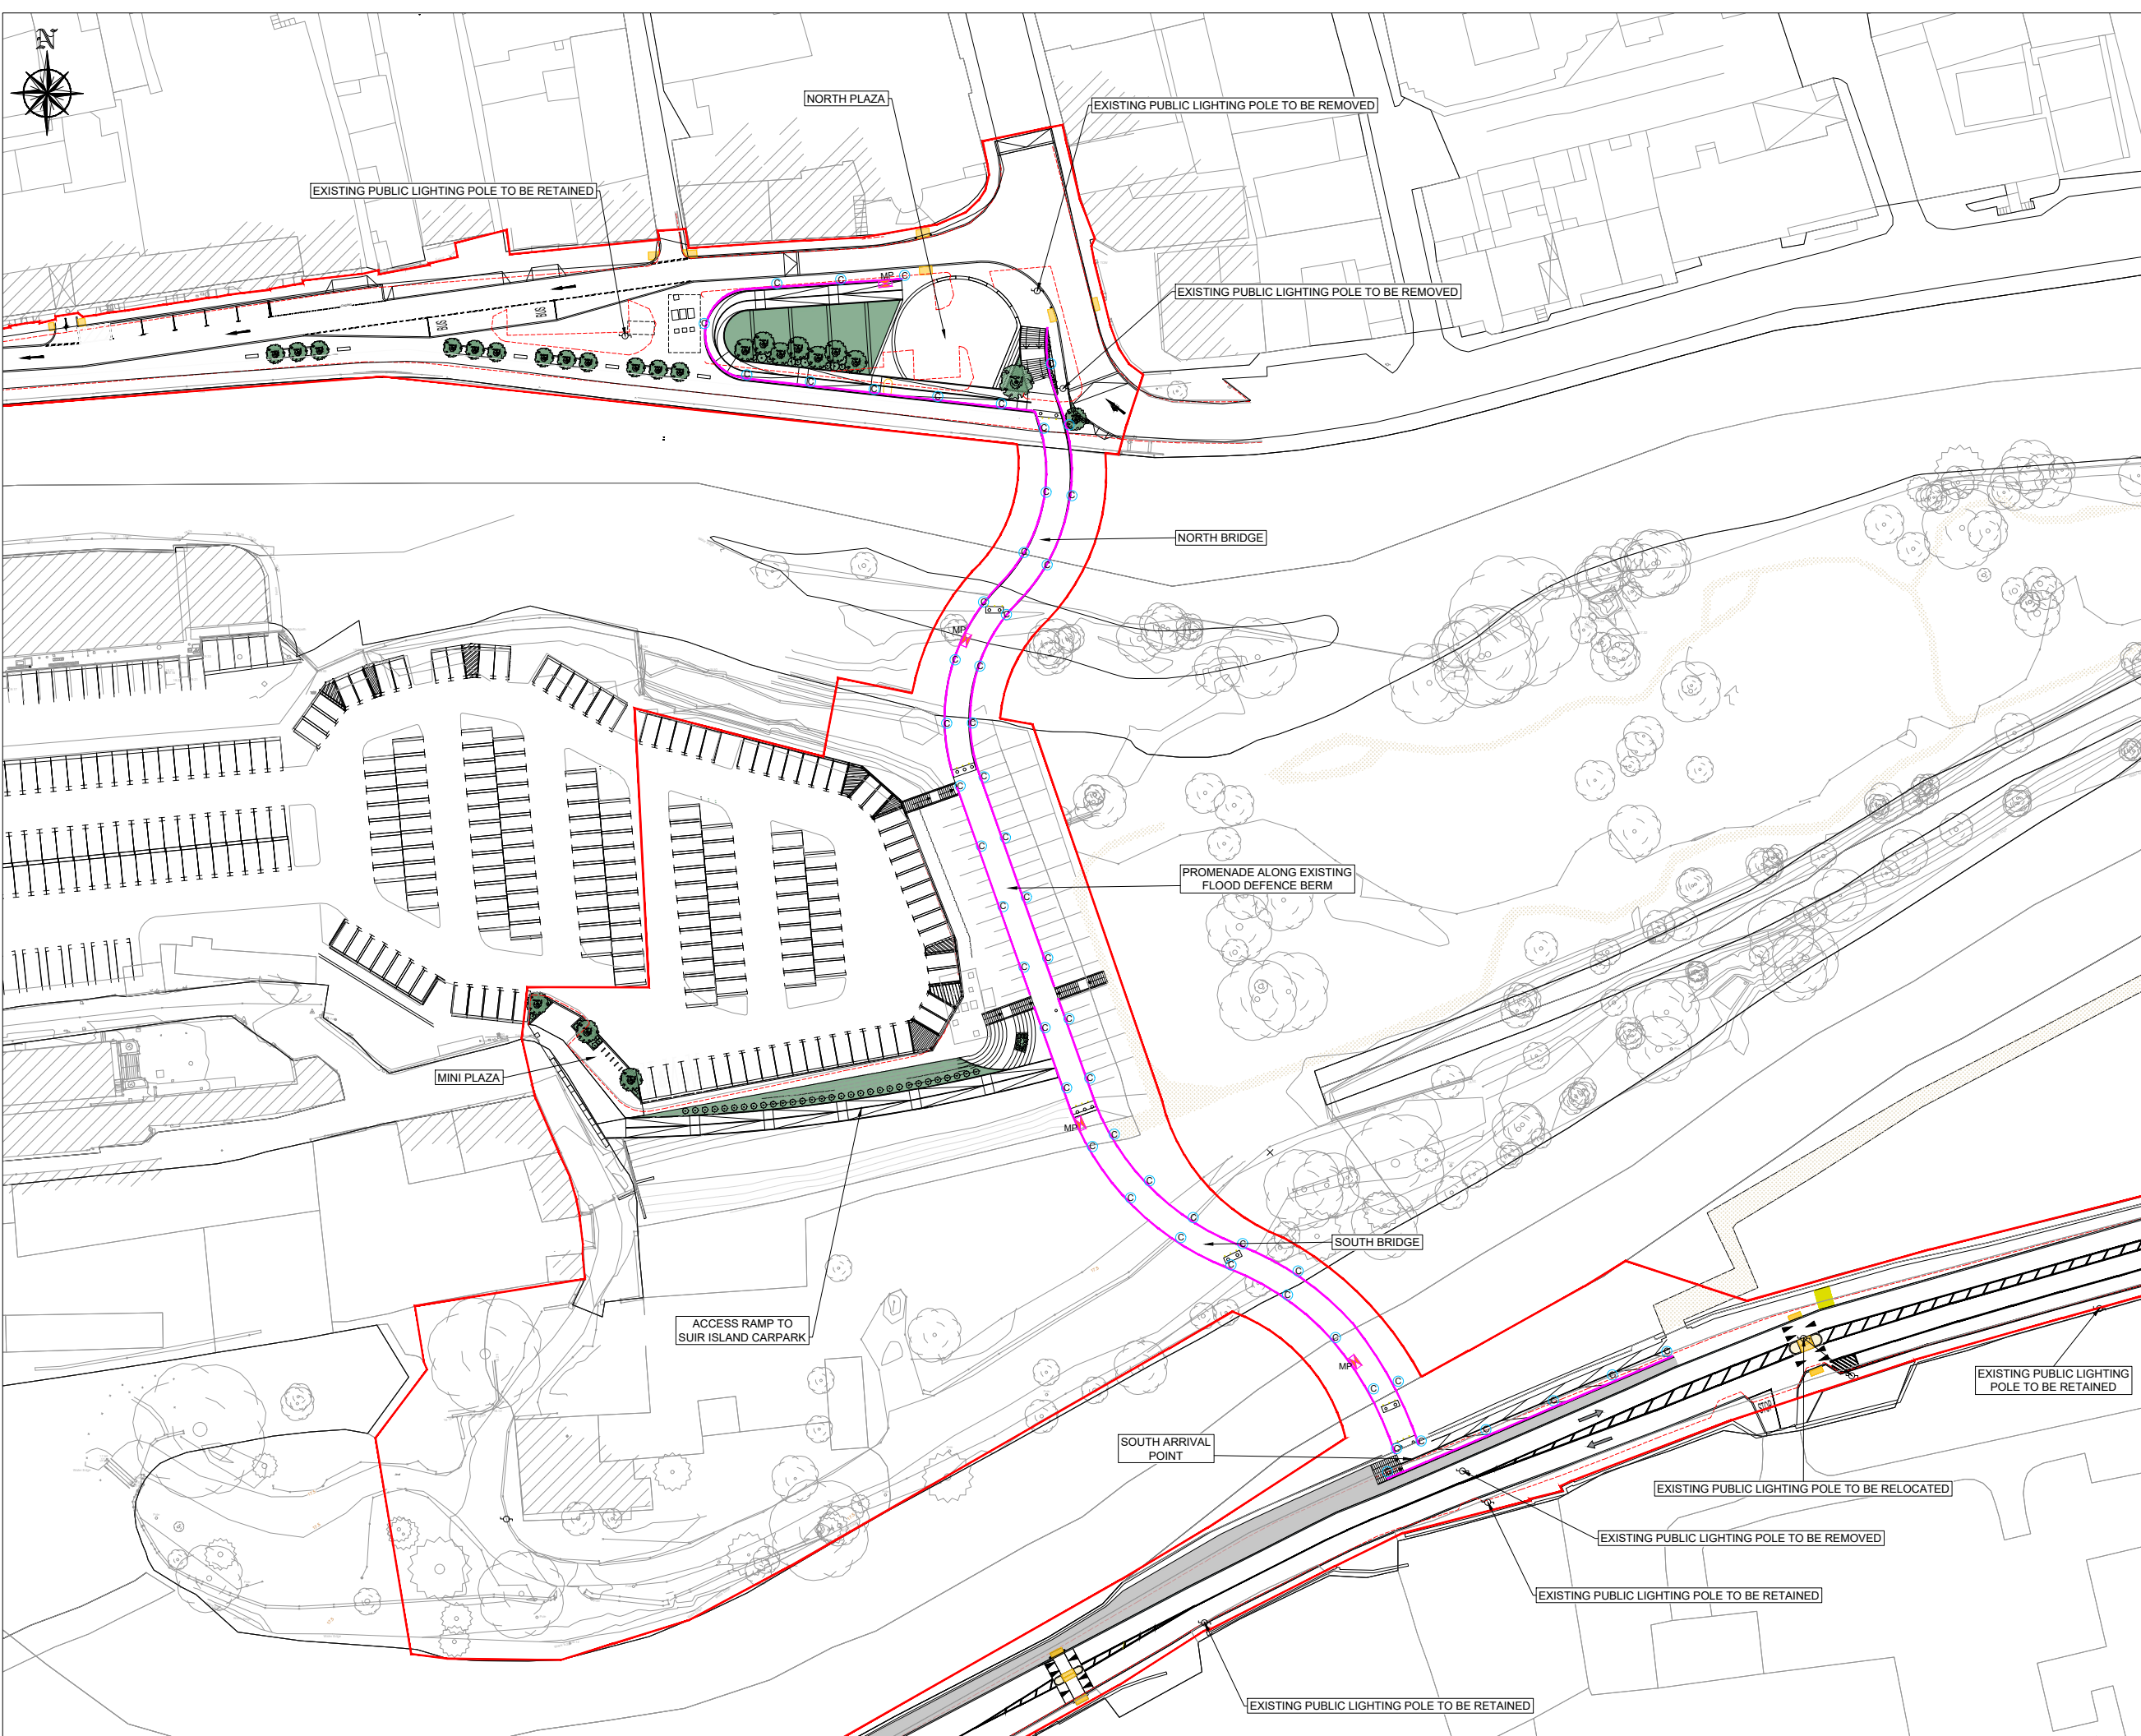 N
NORTH PLAZA
EXISTING PUBLIC LIGHTING POLE TO BE REMOVED
EXISTING PUBLIC LIGHTING POLE TO BE RETAINED
EXISTING PUBLIC LIGHTING POLE TO BE REMOVED
MP
BUS
BUS
NORTH BRIDGE
MP
PROMENADE ALONG EXISTING
FLOOD DEFENCE BERM
MINI PLAZA
MP
SOUTH BRIDGE
ACCESS RAMP TO
SUIR ISLAND CARPARK
MP
EXISTING PUBLIC LIGHTING
POLE TO BE RETAINED
STOP
SOUTH ARRIVAL
POINT
EXISTING PUBLIC LIGHTING POLE TO BE RELOCATED
EXISTING PUBLIC LIGHTING POLE TO BE REMOVED
EXISTING PUBLIC LIGHTING POLE TO BE RETAINED
EXISTING PUBLIC LIGHTING POLE TO BE RETAINED